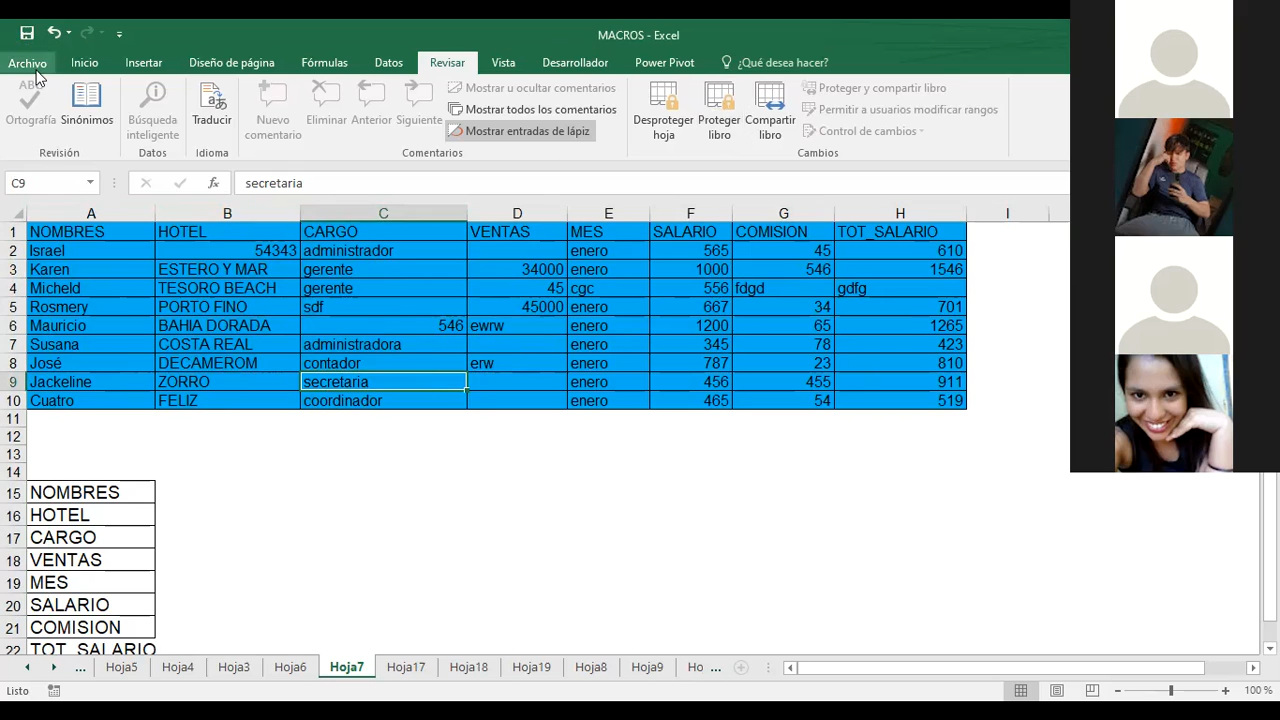 MACROS - Excel
Archivo Inicio Insertar Diseño de página Fórmulas Datos Revisar Vista Desarrollador Power Pivot ¿Qué desea hacer?
ABC
Ortografía Sinónimos Búsqueda inteligente Traducir Nuevo comentario Eliminar Anterior Siguiente
Mostrar u ocultar comentarios
Mostrar todos los comentarios
Mostrar entradas de lápiz
Desproteger hoja Proteger libro Compartir libro
Proteger y compartir libro
Permitir a usuarios modificar rangos
Control de cambios
Revisión Datos Idioma Comentarios Cambios
C9 fx secretaria
A B C D E F G H I
1 NOMBRES HOTEL CARGO VENTAS MES SALARIO COMISION TOT_SALARIO
2 Israel 54343 administrador enero 565 45 610
3 Karen ESTERO Y MAR gerente 34000 enero 1000 546 1546
4 Micheld TESORO BEACH gerente 45 cgc 556 fdgd gdfg
5 Rosmery PORTO FINO sdf 45000 enero 667 34 701
6 Mauricio BAHIA DORADA 546 ewrw enero 1200 65 1265
7 Susana COSTA REAL administradora enero 345 78 423
8 José DECAMEROM contador erw enero 787 23 810
9 Jackeline ZORRO secretaria enero 456 455 911
10 Cuatro FELIZ coordinador enero 465 54 519
11
12
13
14
15 NOMBRES
16 HOTEL
17 CARGO
18 VENTAS
19 MES
20 SALARIO
21 COMISION
22 TOT_SALARIO
... Hoja5 Hoja4 Hoja3 Hoja6 Hoja7 Hoja17 Hoja18 Hoja19 Hoja8 Hoja9 Ho ...
Listo 100 %